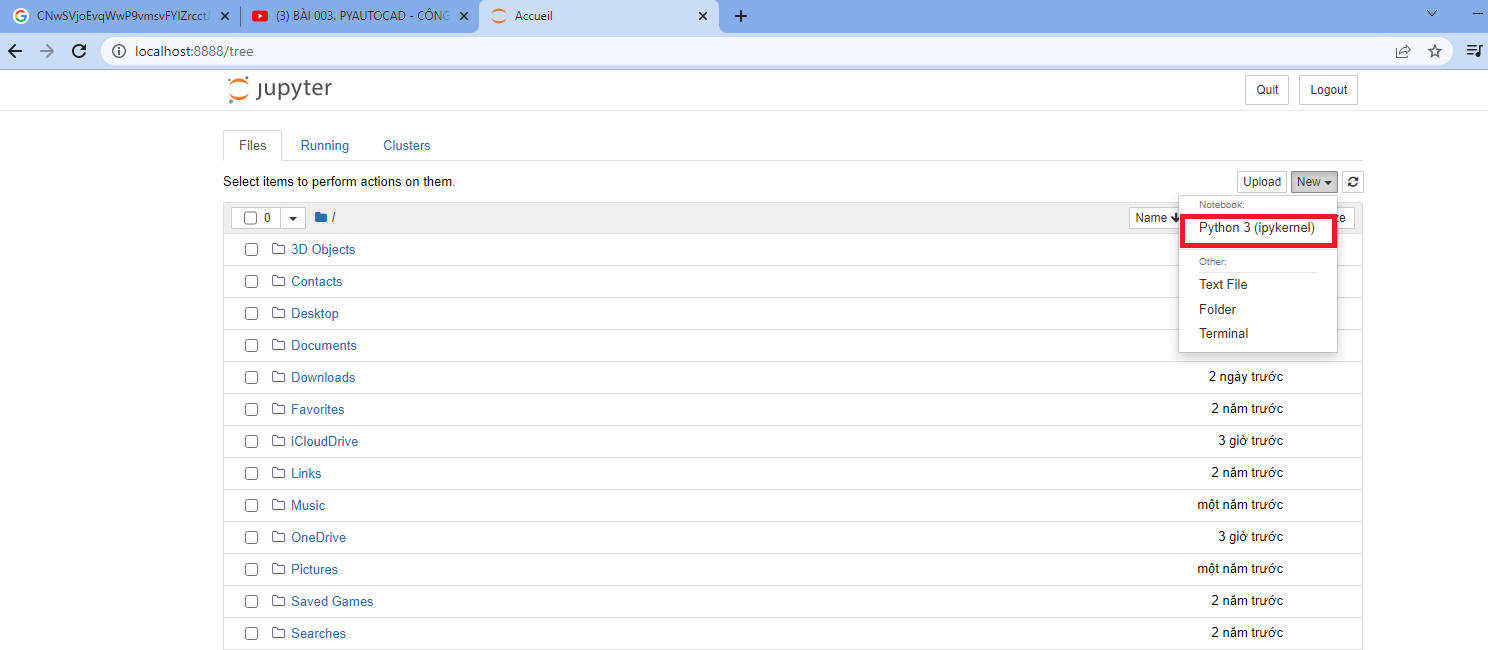 CNwSVjoEvqWwP9vmsvFYIZrcct
(3) BÀI 003. PYAUTOCAD - CÔNG
Accueil
localhost:8888/tree
jupyter
Quit
Logout
Files
Running
Clusters
Select items to perform actions on them.
Upload
New
0
/
Name
ze
Notebook:
Python 3 (ipykernel)
Other:
Text File
Folder
Terminal
3D Objects
Contacts
Desktop
Documents
Downloads 2 ngày trước
Favorites 2 năm trước
iCloudDrive 3 giờ trước
Links 2 năm trước
Music một năm trước
OneDrive 3 giờ trước
Pictures một năm trước
Saved Games 2 năm trước
Searches 2 năm trước